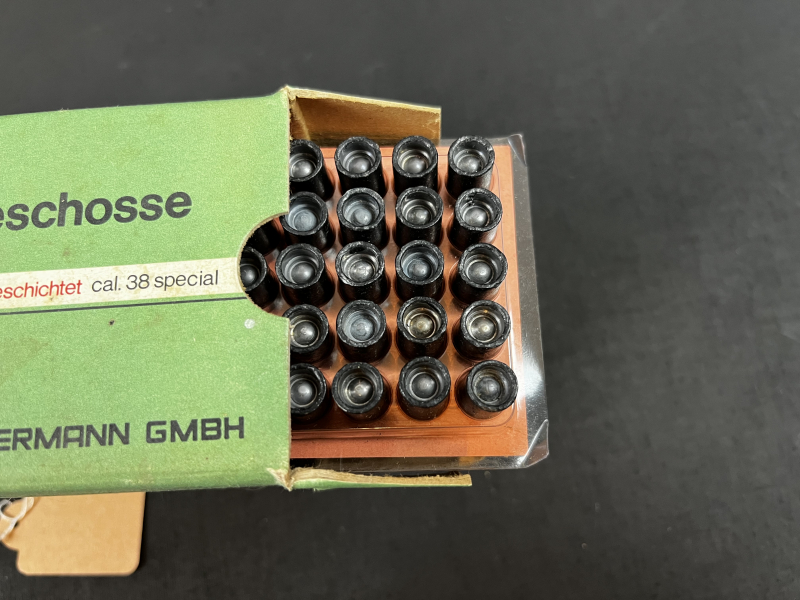 eschosse
eschichtet cal. 38 special
ERMANN GMBH